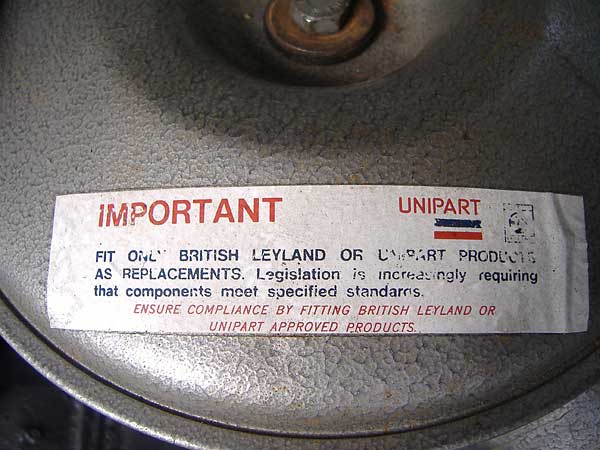 IMPORTANT
UNIPART
FIT ONLY BRITISH LEYLAND OR UNIPART PRODUCTS
AS REPLACEMENTS. Legislation is increasingly requiring
that components meet specified standards.
ENSURE COMPLIANCE BY FITTING BRITISH LEYLAND OR
UNIPART APPROVED PRODUCTS.